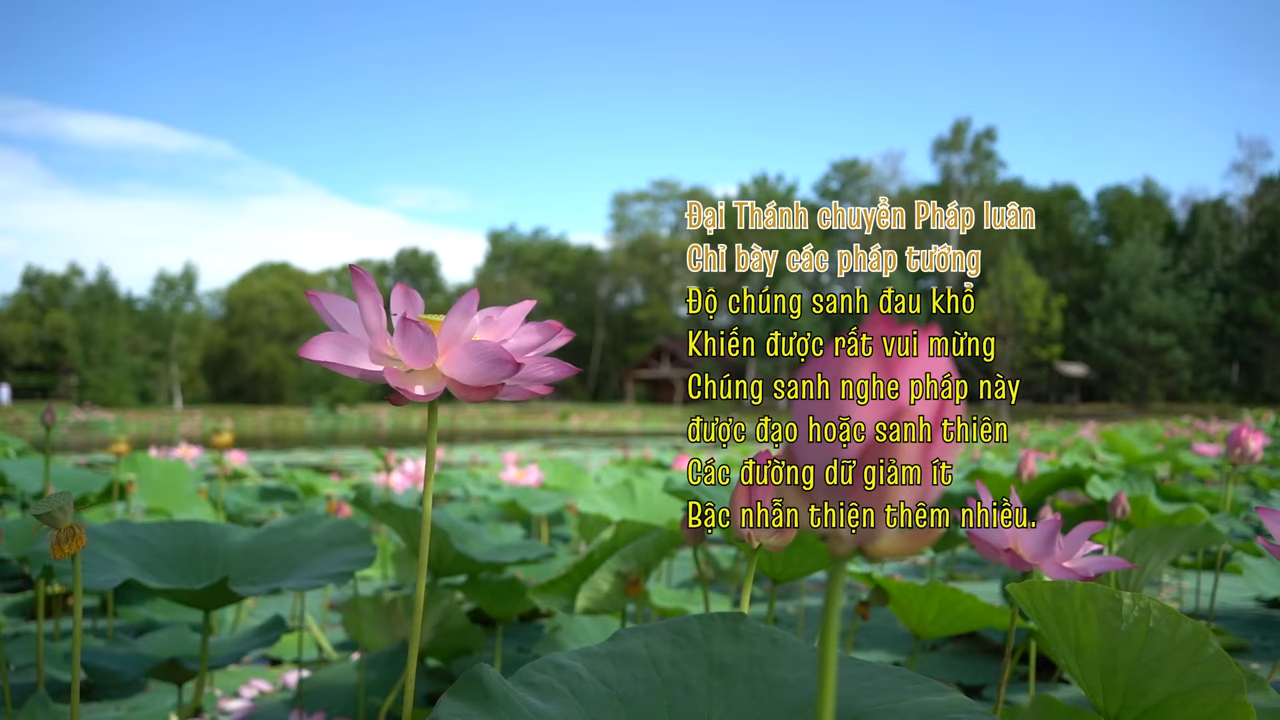 Đại Thánh chuyển Pháp luân
Chỉ bày các pháp tướng
Độ chúng sanh đau khổ
Khiến được rất vui mừng
Chúng sanh nghe pháp này
được đạo hoặc sanh thiên
Các đường dữ giảm ít
Bậc nhẫn thiện thêm nhiều.